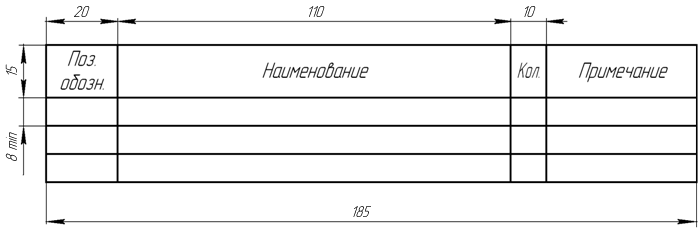 20 110 10
15
Поз.
обозн.
Наименование
Кол.
Примечание
8 min
185